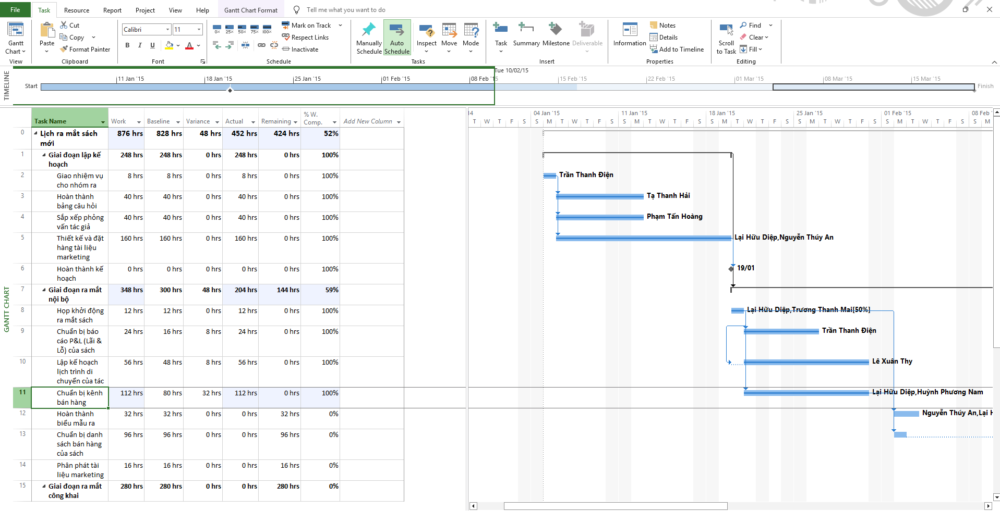 File Task Resource Report Project View Help Gantt Chart Format Tell me what you want to do
Gantt Chart
View
Paste
Cut
Copy
Format Painter
Clipboard
Calibri 11
B I U A
Font
0% 25% 50% 75% 100%
Mark on Track
Respect Links
Inactivate
Schedule
Manually Schedule
Auto Schedule
Inspect
Move
Mode
Tasks
Task
Summary
Milestone
Deliverable
Insert
Information
Notes
Details
Add to Timeline
Properties
Scroll to Task
Find
Clear
Fill
Editing
TIMELINE
Tue 10/02/15
11 Jan '15 18 Jan '15 25 Jan '15 01 Feb '15 08 Feb '15 15 Feb '15 22 Feb '15 01 Mar '15 08 Mar '15 15 Mar '15
Start
Finish
GANTT CHART
Task Name Work Baseline Variance Actual Remaining % W. Comp. Add New Column
0 Lịch ra mắt sách mới 876 hrs 828 hrs 48 hrs 452 hrs 424 hrs 52%
1 Giai đoạn lập kế hoạch 248 hrs 248 hrs 0 hrs 248 hrs 0 hrs 100%
2 Giao nhiệm vụ cho nhóm ra 8 hrs 8 hrs 0 hrs 8 hrs 0 hrs 100%
3 Hoàn thành bảng câu hỏi 40 hrs 40 hrs 0 hrs 40 hrs 0 hrs 100%
4 Sắp xếp phỏng vấn tác giả 40 hrs 40 hrs 0 hrs 40 hrs 0 hrs 100%
5 Thiết kế và đặt hàng tài liệu marketing 160 hrs 160 hrs 0 hrs 160 hrs 0 hrs 100%
6 Hoàn thành kế hoạch 0 hrs 0 hrs 0 hrs 0 hrs 0 hrs 100%
7 Giai đoạn ra mắt nội bộ 348 hrs 300 hrs 48 hrs 204 hrs 144 hrs 59%
8 Họp khởi động ra mắt sách 12 hrs 12 hrs 0 hrs 12 hrs 0 hrs 100%
9 Chuẩn bị báo cáo P&L (Lãi & Lỗ) của sách 24 hrs 16 hrs 8 hrs 24 hrs 0 hrs 100%
10 Lập kế hoạch lịch trình di chuyển của tác 56 hrs 48 hrs 8 hrs 56 hrs 0 hrs 100%
11 Chuẩn bị kênh bán hàng 112 hrs 80 hrs 32 hrs 112 hrs 0 hrs 100%
12 Hoàn thành biểu mẫu ra 32 hrs 32 hrs 0 hrs 0 hrs 32 hrs 0%
13 Chuẩn bị danh sách bán hàng của sách 96 hrs 96 hrs 0 hrs 0 hrs 96 hrs 0%
14 Phân phát tài liệu marketing 16 hrs 16 hrs 0 hrs 0 hrs 16 hrs 0%
15 Giai đoạn ra mắt công khai 280 hrs 280 hrs 0 hrs 0 hrs 280 hrs 0%
14 04 Jan '15 11 Jan '15 18 Jan '15 25 Jan '15 01 Feb '15 08 Feb '
T W T F S S M T W T F S S M T W T F S S M T W T F S S M T W T F S S M T W T F S S M
Trần Thanh Điện
Tạ Thanh Hải
Phạm Tấn Hoàng
Lại Hữu Diệp,Nguyễn Thúy An
19/01
Lại Hữu Diệp,Trương Thanh Mai[50%]
Trần Thanh Điện
Lê Xuân Thy
Lại Hữu Diệp,Huỳnh Phương Nam
Nguyễn Thúy An,Lại H